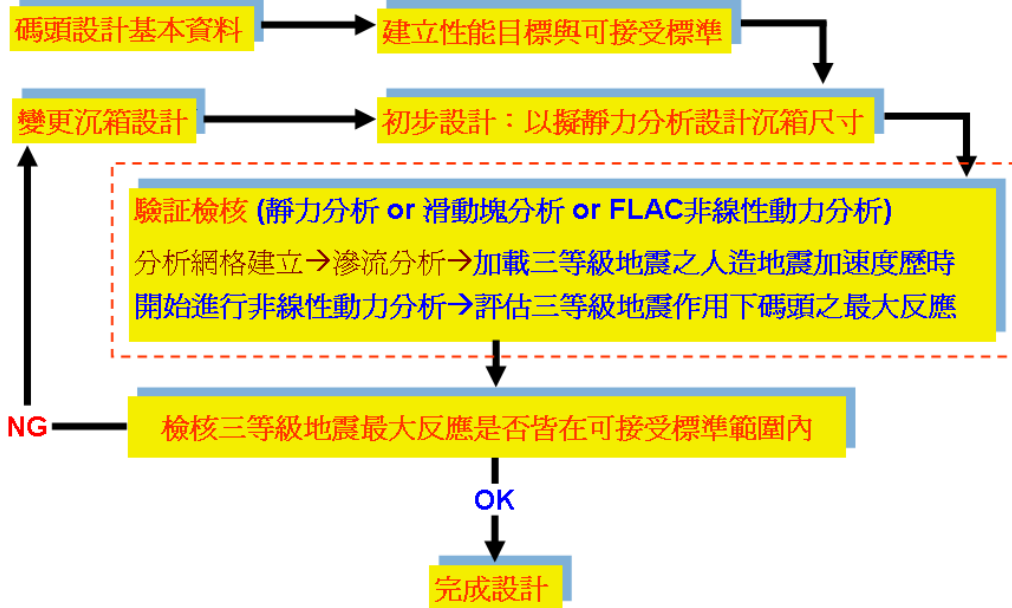 碼頭設計基本資料
建立性能目標與可接受標準
變更沉箱設計
初步設計：以擬靜力分析設計沉箱尺寸
驗証檢核 (靜力分析 or 滑動塊分析 or FLAC非線性動力分析)
分析網格建立→滲流分析→加載三等級地震之人造地震加速度歷時
開始進行非線性動力分析→評估三等級地震作用下碼頭之最大反應
NG
檢核三等級地震最大反應是否皆在可接受標準範圍內
OK
完成設計